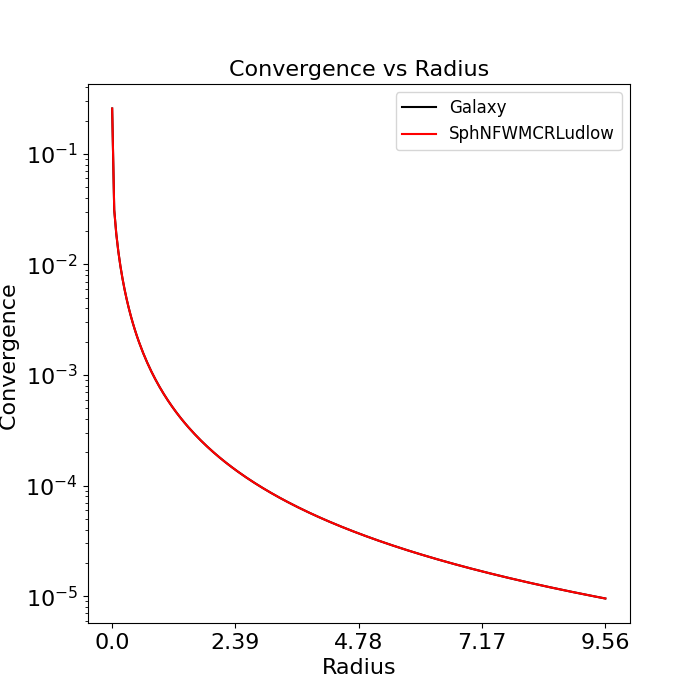 Convergence vs Radius
Galaxy
SphNFWMCRLudlow
Convergence
10⁻¹
10⁻²
10⁻³
10⁻⁴
10⁻⁵
0.0 2.39 4.78 7.17 9.56
Radius